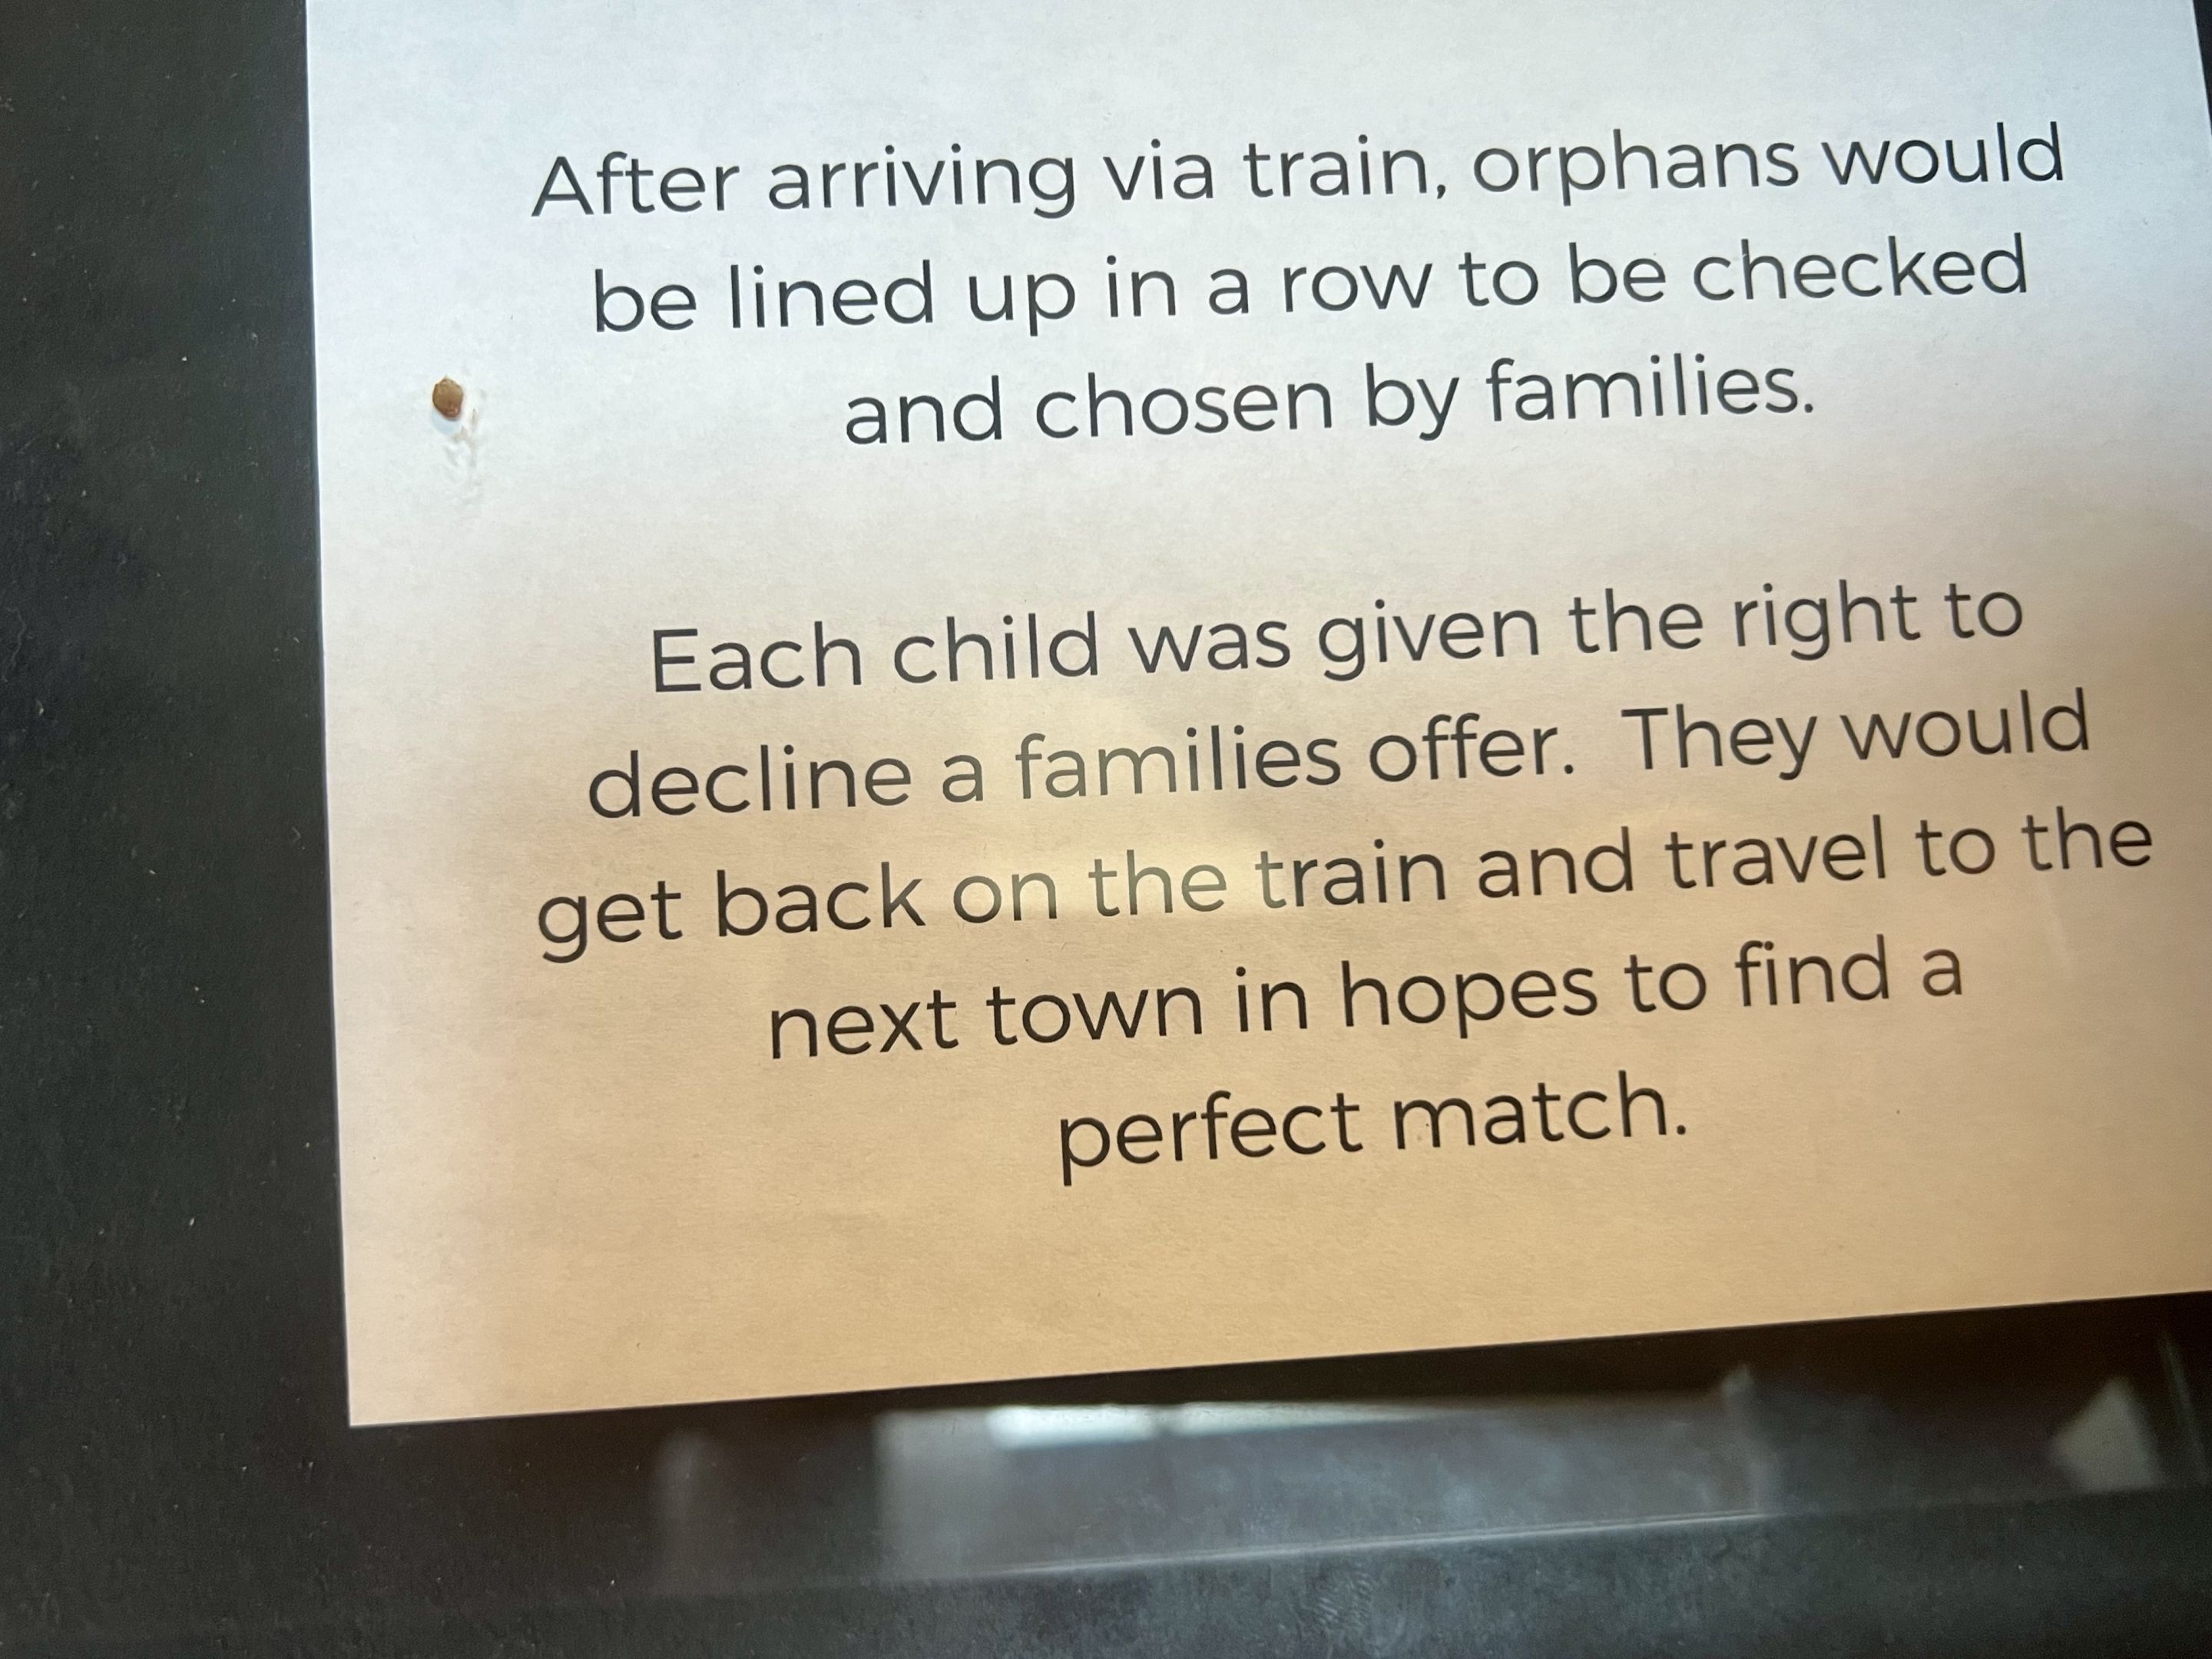 After arriving via train, orphans would
be lined up in a row to be checked
and chosen by families.
Each child was given the right to
decline a families offer. They would
get back on the train and travel to the
next town in hopes to find a
perfect match.